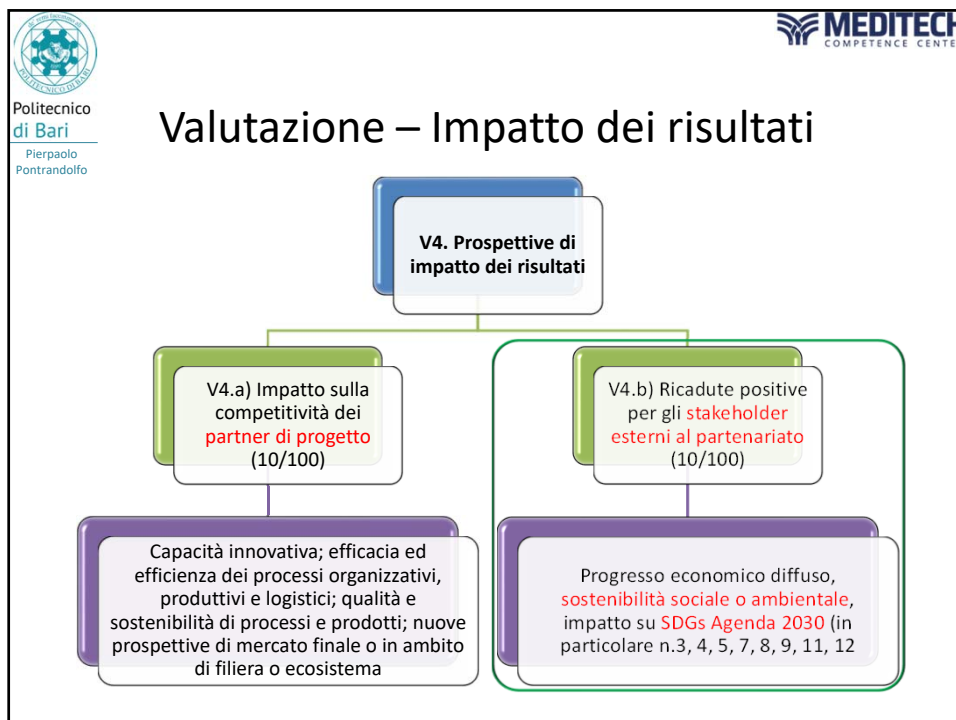 POLITECNICO DI BARI
Politecnico
di Bari
Pierpaolo
Pontrandolfo
MEDITECH
COMPETENCE CENTE
Valutazione – Impatto dei risultati
V4. Prospettive di
impatto dei risultati
V4.a) Impatto sulla
competitività dei
partner di progetto
(10/100)
V4.b) Ricadute positive
per gli stakeholder
esterni al partenariato
(10/100)
Capacità innovativa; efficacia ed
efficienza dei processi organizzativi,
produttivi e logistici; qualità e
sostenibilità di processi e prodotti; nuove
prospettive di mercato finale o in ambito
di filiera o ecosistema
Progresso economico diffuso,
sostenibilità sociale o ambientale,
impatto su SDGs Agenda 2030 (in
particolare n.3, 4, 5, 7, 8, 9, 11, 12